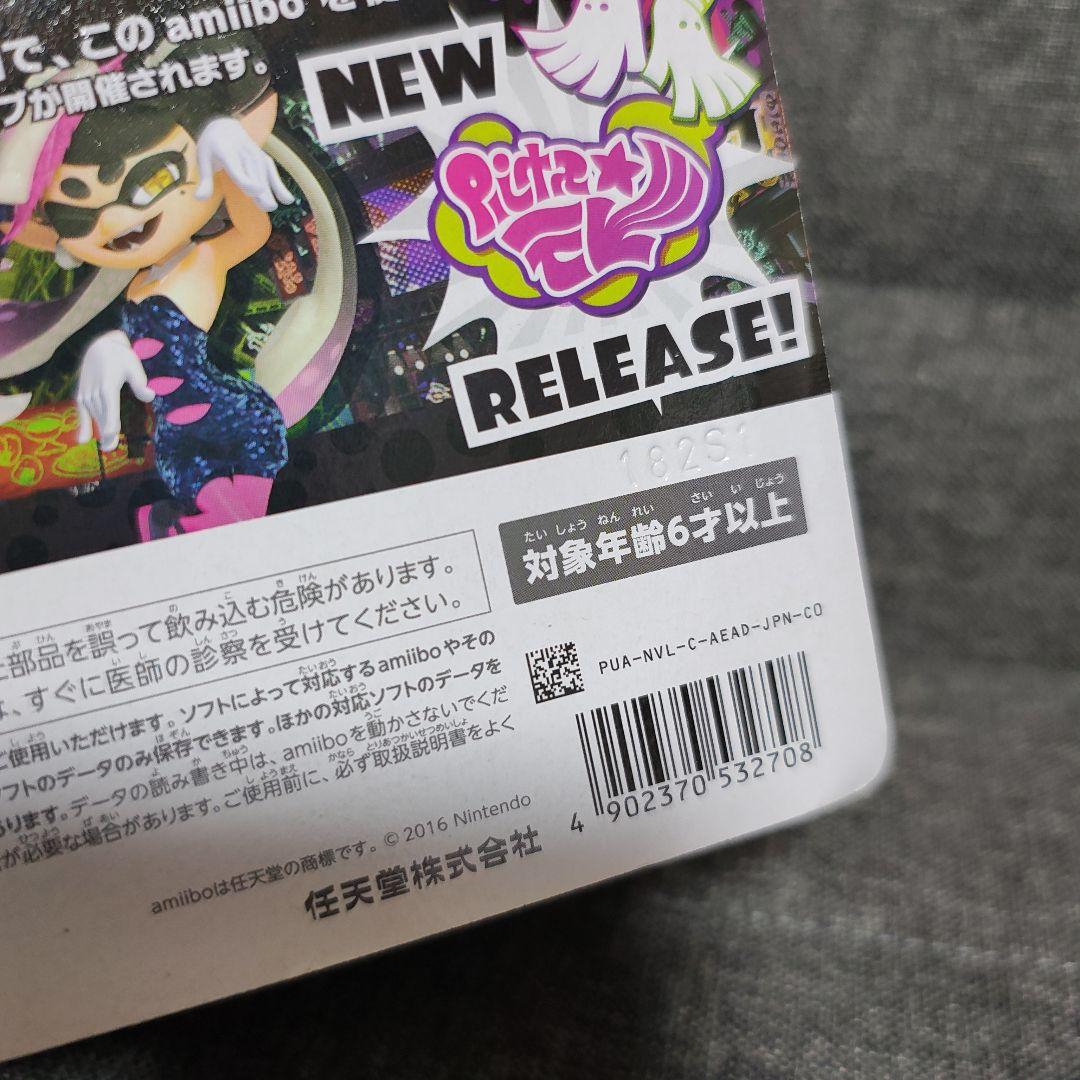 で、この amiibo を
ブが開催されます。
NEW
RELEASE!
182S1
たいしょうねんれい さいいじょう
対象年齢6才以上
部品を誤って飲み込む危険があります。
、すぐに医師の診察を受けてください。
ご使用いただけます。ソフトによって対応するamiiboやその
フトのデータのみ保存できます。ほかの対応ソフトのデータを
あります。データの読み書き中は、amiiboを動かさないでくだ
が必要な場合があります。ご使用前に、必ず取扱説明書をよく
amiiboは任天堂の商標です。© 2016 Nintendo
任天堂株式会社
PUA-NVL-C-AEAD-JPN-C0
4 902370 532708